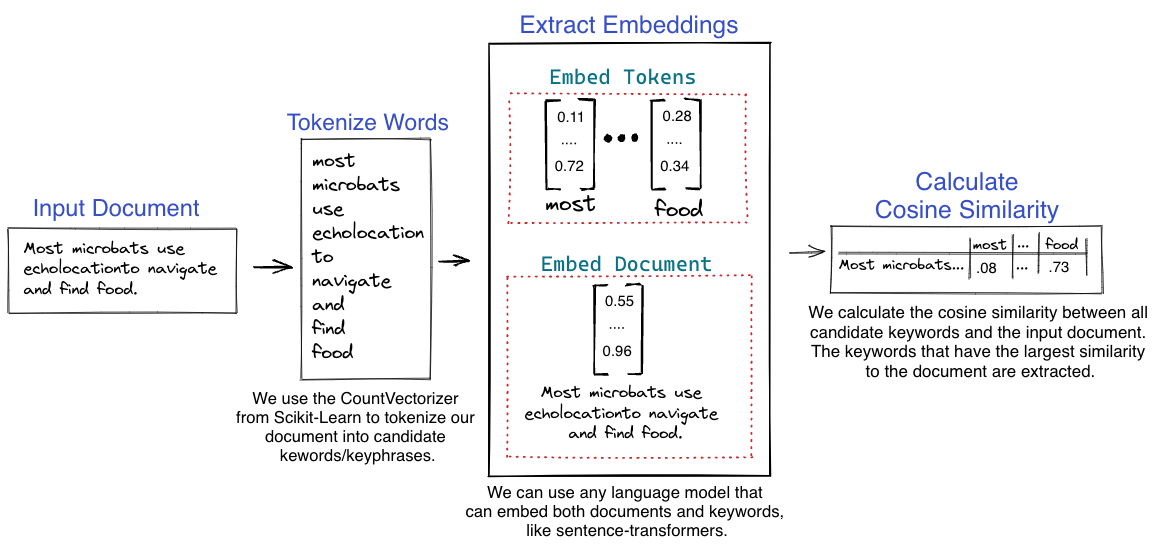 Input Document
Most microbats use
echolocationto navigate
and find food.
Tokenize Words
most
microbats
use
echolocation
to
navigate
and
find
food
We use the CountVectorizer
from Scikit-Learn to tokenize our
document into candidate
kewords/keyphrases.
Extract Embeddings
Embed Tokens
0.11
....
0.72
most
•••
0.28
....
0.34
food
Embed Document
0.55
....
0.96
Most microbats use
echolocationto navigate
and find food.
We can use any language model that
can embed both documents and keywords,
like sentence-transformers.
Calculate
Cosine Similarity
most ... food
Most microbats... .08 ... .73
We calculate the cosine similarity between all
candidate keywords and the input document.
The keywords that have the largest similarity
to the document are extracted.